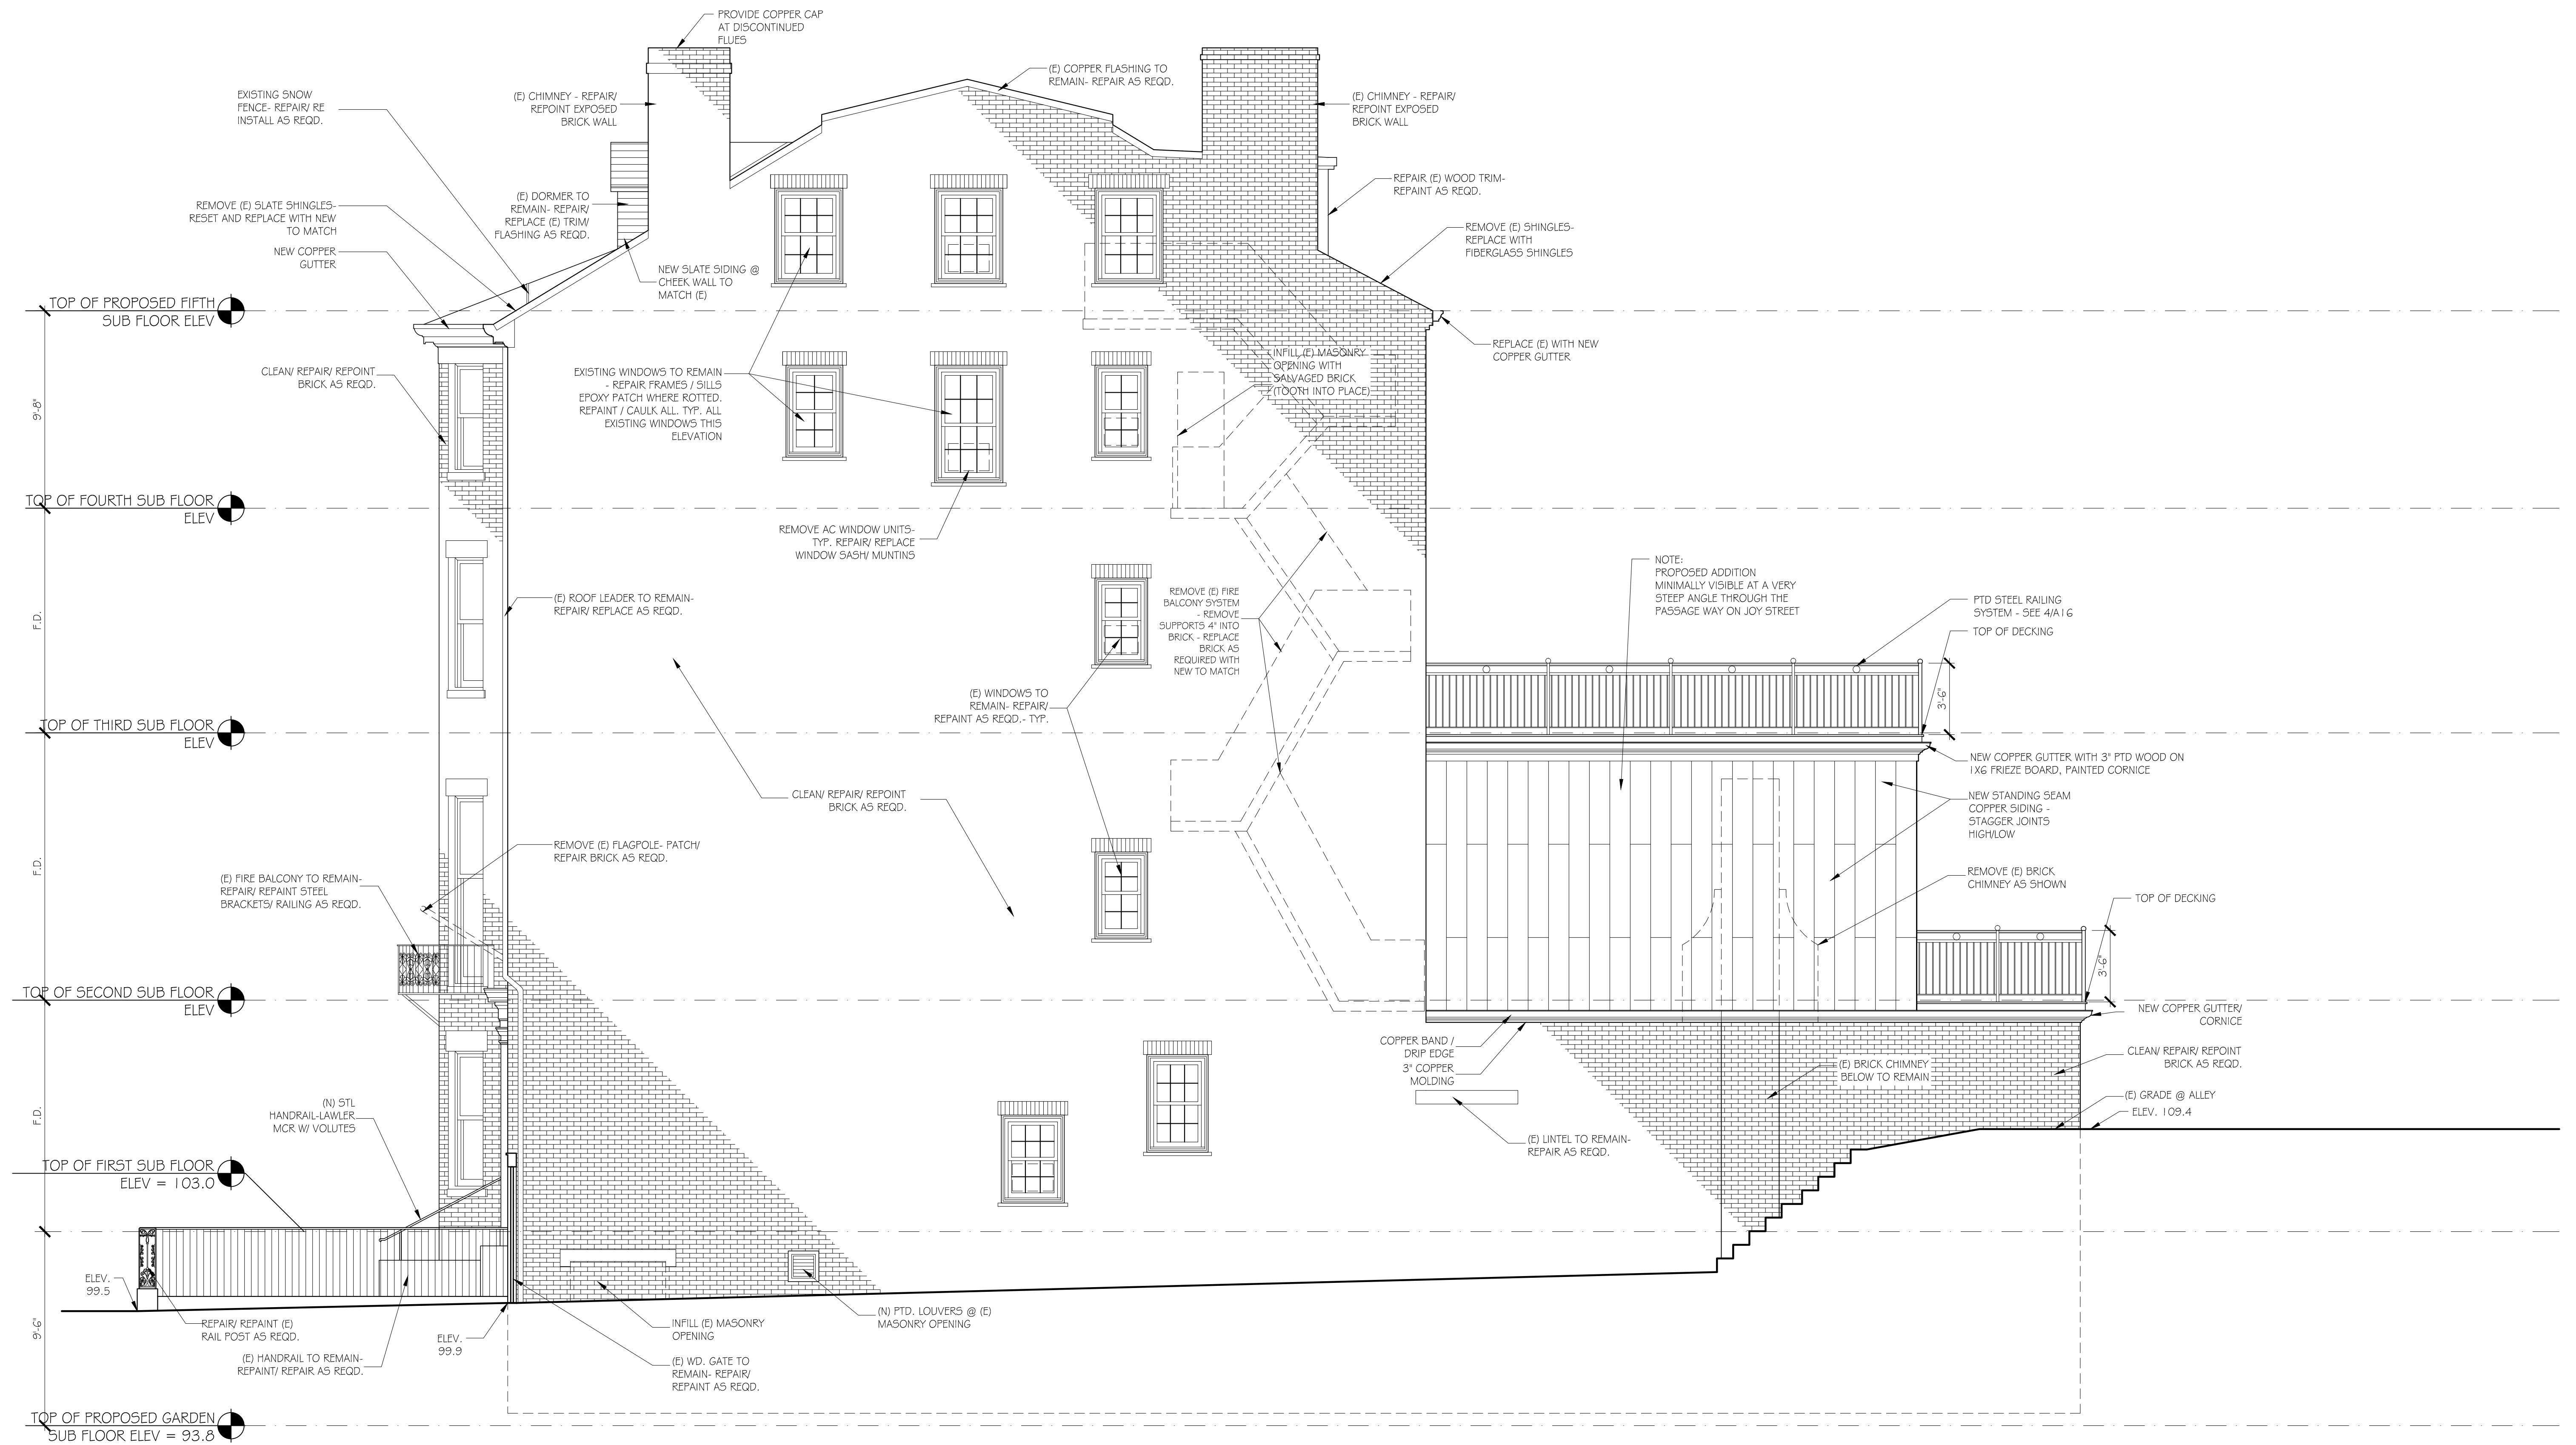 PROVIDE COPPER CAP
AT DISCONTINUED
FLUES
(E) COPPER FLASHING TO
REMAIN- REPAIR AS REQD.
EXISTING SNOW
FENCE- REPAIR/ RE
INSTALL AS REQD.
(E) CHIMNEY - REPAIR/
REPOINT EXPOSED
BRICK WALL
(E) CHIMNEY - REPAIR/
REPOINT EXPOSED
BRICK WALL
REPAIR (E) WOOD TRIM-
REPAINT AS REQD.
REMOVE (E) SLATE SHINGLES-
RESET AND REPLACE WITH NEW
TO MATCH
(E) DORMER TO
REMAIN- REPAIR/
REPLACE (E) TRIM/
FLASHING AS REQD.
REMOVE (E) SHINGLES-
REPLACE WITH
FIBERGLASS SHINGLES
NEW COPPER
GUTTER
NEW SLATE SIDING @
CHEEK WALL TO
MATCH (E)
TOP OF PROPOSED FIFTH
SUB FLOOR ELEV
REPLACE (E) WITH NEW
COPPER GUTTER
CLEAN/ REPAIR/ REPOINT
BRICK AS REQD.
EXISTING WINDOWS TO REMAIN
- REPAIR FRAMES / SILLS
EPOXY PATCH WHERE ROTTED.
REPAINT / CAULK ALL. TYP. ALL
EXISTING WINDOWS THIS
ELEVATION
INFILL (E) MASONRY
OPENING WITH
SALVAGED BRICK
(TOOTH INTO PLACE)
9'-8"
TOP OF FOURTH SUB FLOOR
ELEV
REMOVE AC WINDOW UNITS-
TYP. REPAIR/ REPLACE
WINDOW SASH/ MUNTINS
NOTE:
PROPOSED ADDITION
MINIMALLY VISIBLE AT A VERY
STEEP ANGLE THROUGH THE
PASSAGE WAY ON JOY STREET
(E) ROOF LEADER TO REMAIN-
REPAIR/ REPLACE AS REQD.
REMOVE (E) FIRE
BALCONY SYSTEM
- REMOVE
SUPPORTS 4" INTO
BRICK - REPLACE
BRICK AS
REQUIRED WITH
NEW TO MATCH
PTD STEEL RAILING
SYSTEM - SEE 4/A16
TOP OF DECKING
F.D.
3'-6"
(E) WINDOWS TO
REMAIN- REPAIR/
REPAINT AS REQD.- TYP.
TOP OF THIRD SUB FLOOR
ELEV
NEW COPPER GUTTER WITH 3" PTD WOOD ON
1X6 FRIEZE BOARD, PAINTED CORNICE
CLEAN/ REPAIR/ REPOINT
BRICK AS REQD.
NEW STANDING SEAM
COPPER SIDING -
STAGGER JOINTS
HIGH/LOW
REMOVE (E) FLAGPOLE- PATCH/
REPAIR BRICK AS REQD.
F.D.
REMOVE (E) BRICK
CHIMNEY AS SHOWN
(E) FIRE BALCONY TO REMAIN-
REPAIR/ REPAINT STEEL
BRACKETS/ RAILING AS REQD.
TOP OF DECKING
3'-6"
TOP OF SECOND SUB FLOOR
ELEV
NEW COPPER GUTTER/
CORNICE
COPPER BAND /
DRIP EDGE
3" COPPER
MOLDING
(E) BRICK CHIMNEY
BELOW TO REMAIN
CLEAN/ REPAIR/ REPOINT
BRICK AS REQD.
(N) STL
HANDRAIL-LAWLER
MCR W/ VOLUTES
(E) GRADE @ ALLEY
ELEV. 109.4
F.D.
(E) LINTEL TO REMAIN-
REPAIR AS REQD.
TOP OF FIRST SUB FLOOR
ELEV = 103.0
ELEV.
99.5
9'-6"
REPAIR/ REPAINT (E)
RAIL POST AS REQD.
(E) HANDRAIL TO REMAIN-
REPAINT/ REPAIR AS REQD.
ELEV.
99.9
INFILL (E) MASONRY
OPENING
(N) PTD. LOUVERS @ (E)
MASONRY OPENING
(E) WD. GATE TO
REMAIN- REPAIR/
REPAINT AS REQD.
TOP OF PROPOSED GARDEN
SUB FLOOR ELEV = 93.8